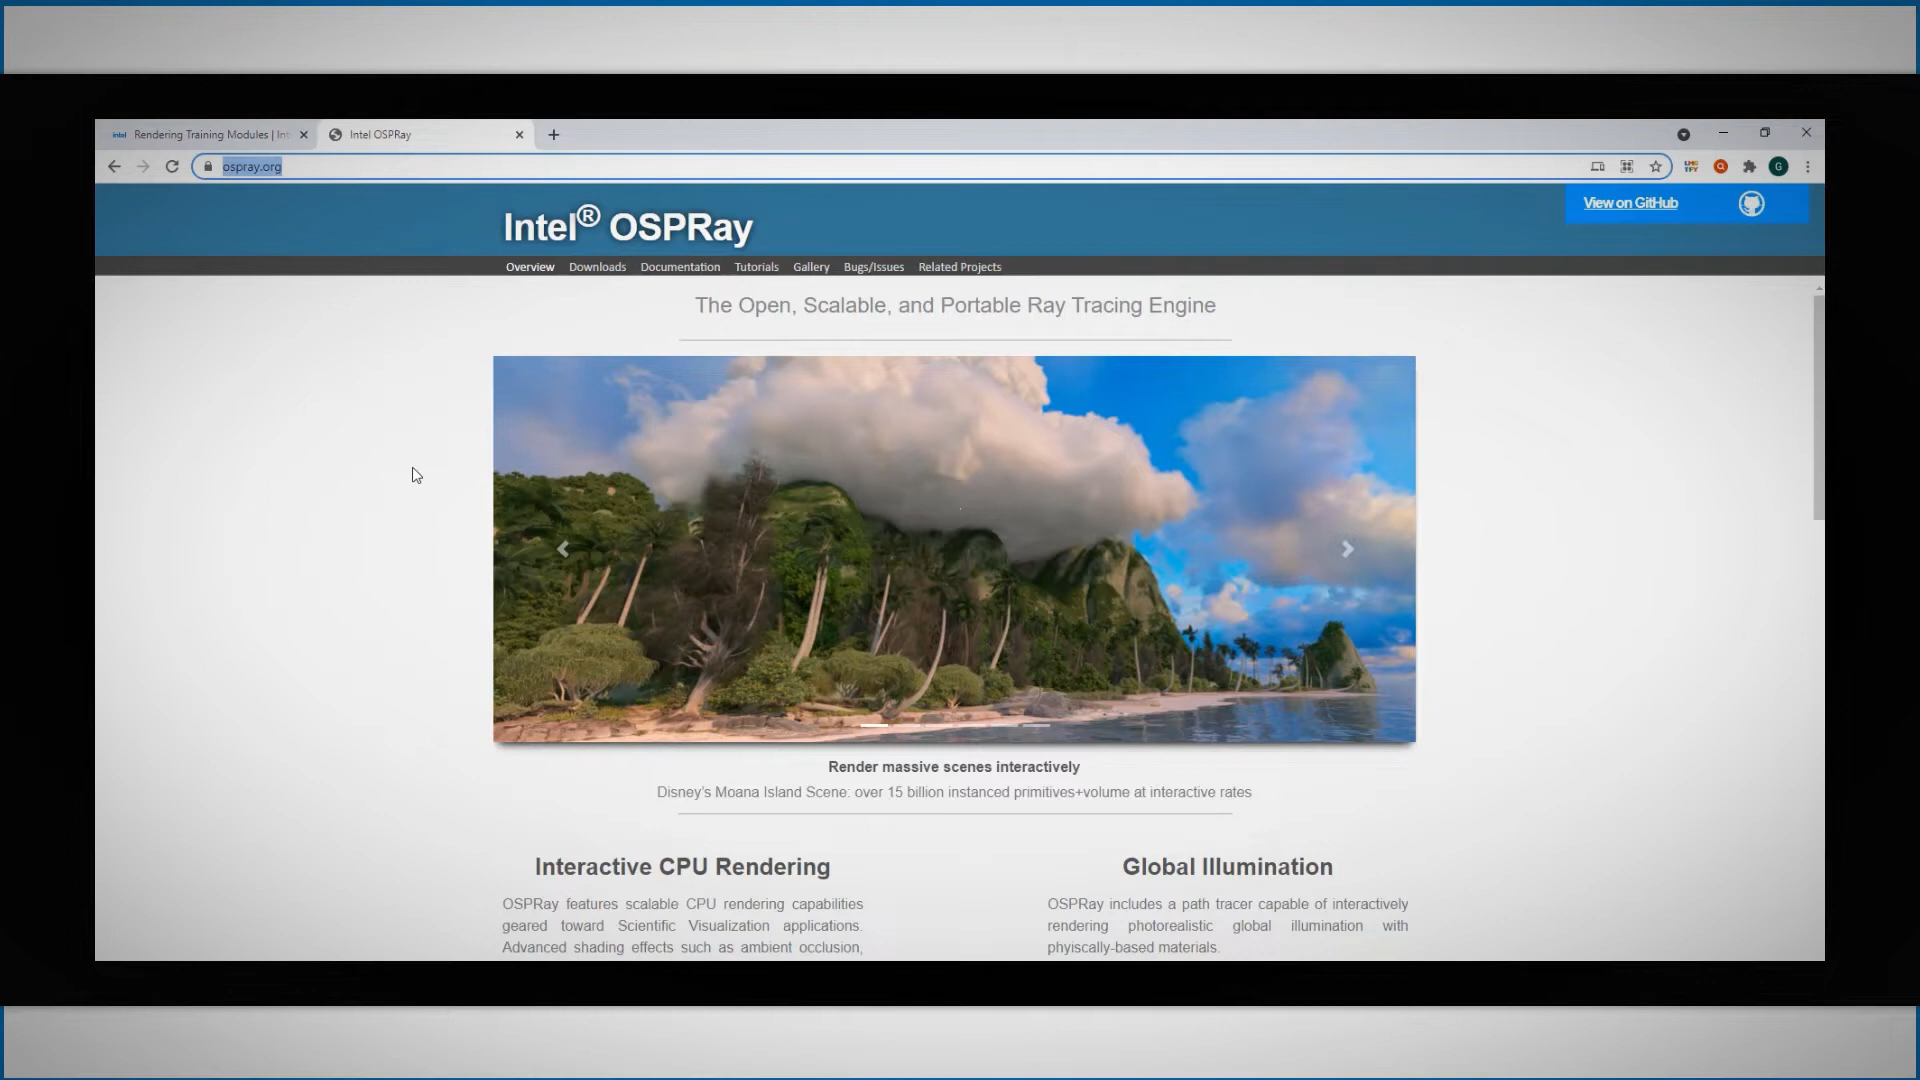 intel Rendering Training Modules | Int
Intel OSPRay
ospray.org
G
View on GitHub
Intel® OSPRay
Overview Downloads Documentation Tutorials Gallery Bugs/Issues Related Projects
The Open, Scalable, and Portable Ray Tracing Engine
Render massive scenes interactively
Disney's Moana Island Scene: over 15 billion instanced primitives+volume at interactive rates
Interactive CPU Rendering
OSPRay features scalable CPU rendering capabilities
geared toward Scientific Visualization applications.
Advanced shading effects such as ambient occlusion,
Global Illumination
OSPRay includes a path tracer capable of interactively
rendering photorealistic global illumination with
phyiscally-based materials.